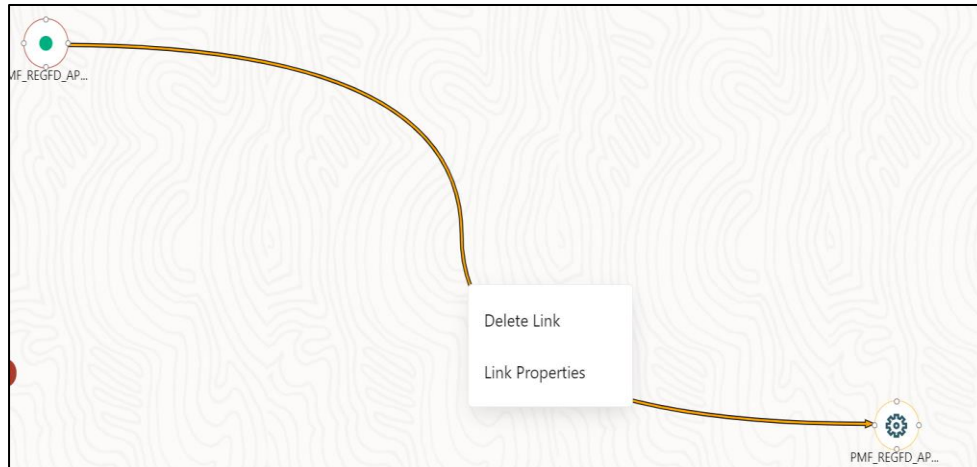 MF_REGFD_AP...
Delete Link
Link Properties
PMF_REGFD_AP...